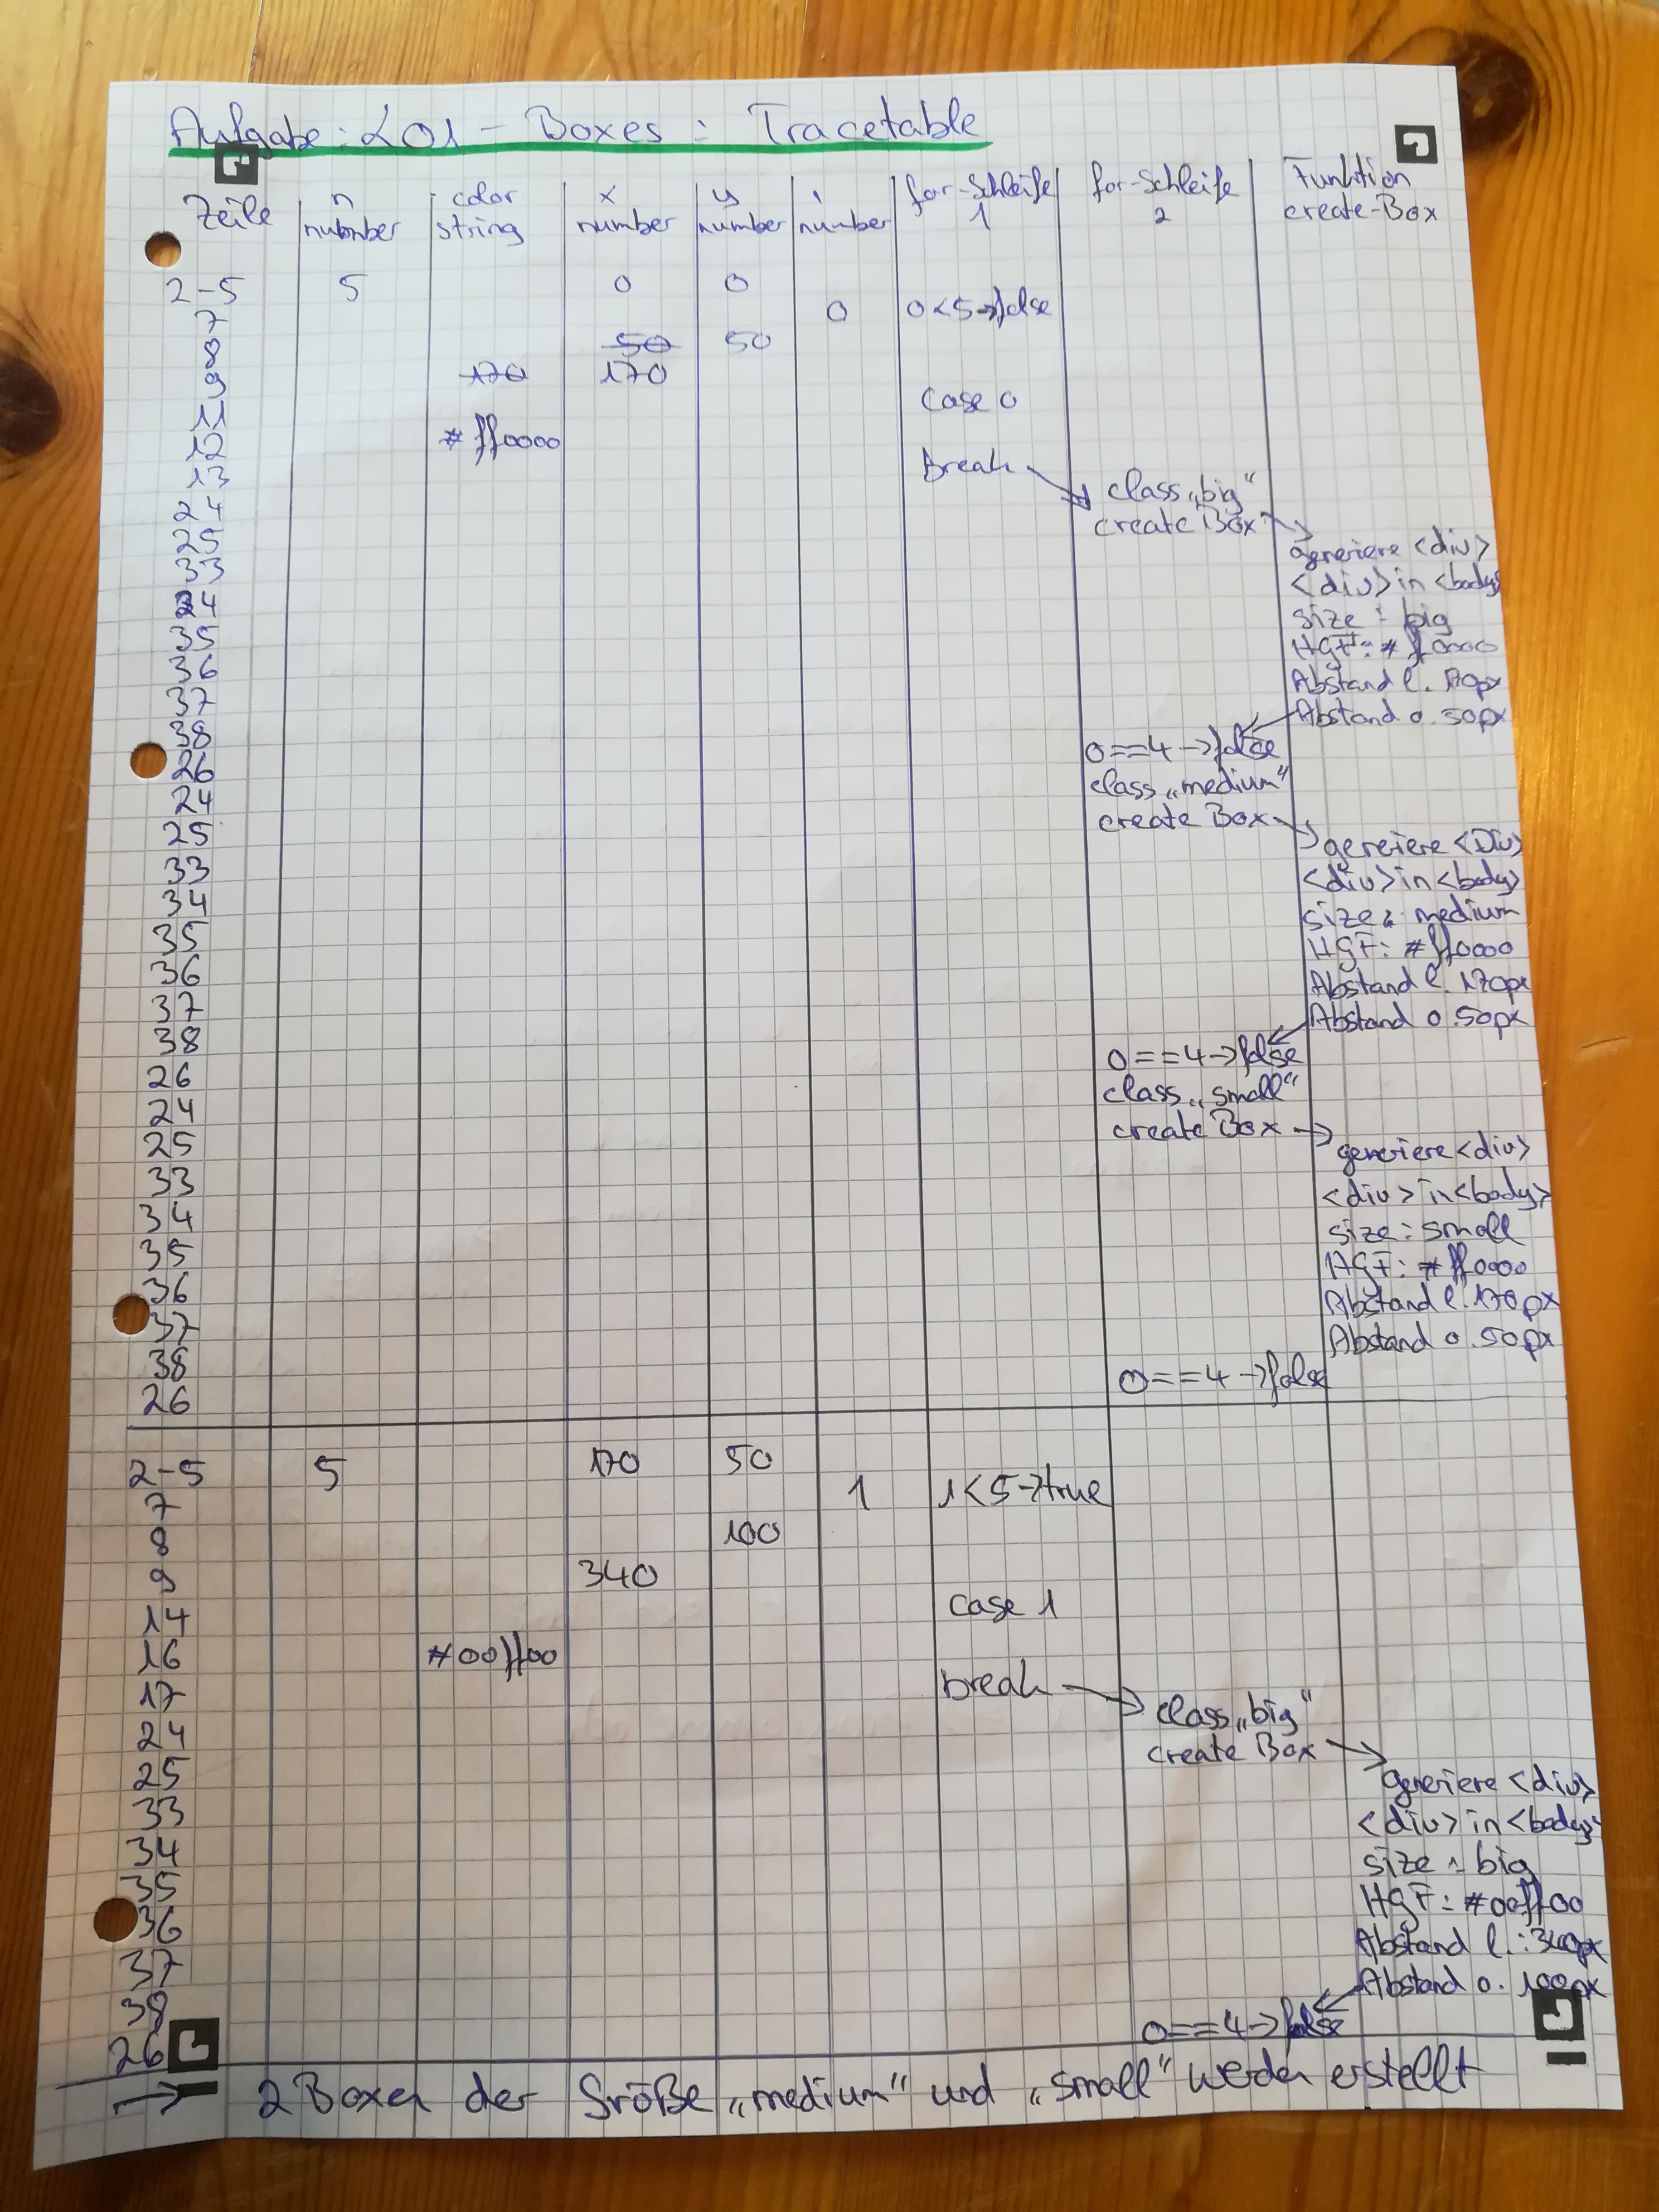 Aufgabe: L01 - Boxes: Tracetable
Zeile n nubmber color string x number y number i number for-Schleife 1 for-Schleife 2 Funktion create-Box
2-5 5 0 0
7 0 0<5->false
8 50 50
9 170 170
11 Case 0
12 #ff0000
13 Break
24 class „big"
25 create Box
33 generiere <div>
34 <div> in <body>
35 size: big
36 HGF: #ff0000
37 Abstand l. 170px
38 Abstand o. 50px
26 0==4->false
24 class „medium"
25 create Box
33 generiere <Div>
34 <div> in <body>
35 size: medium
36 HGF: #ff0000
37 Abstand l. 170px
38 Abstand o. 50px
26 0==4->false
24 class „small"
25 create Box
33 generiere <div>
34 <div> in <body>
35 size: small
36 HGF: #ff0000
37 Abstand l. 170px
38 Abstand o. 50px
26 0==4->false
2-5 5 170 50
7 1 1<5->true
8 100
9 340
14 case 1
16 #00ff00
17 break
24 class „big"
25 create Box
33 generiere <div>
34 <div> in <body>
35 size: big
36 HGF: #00ff00
37 Abstand l.: 340px
38 Abstand o. 100px
26 0==4->false
-> 2 Boxen der Größe „medium" und „small" werden erstellt